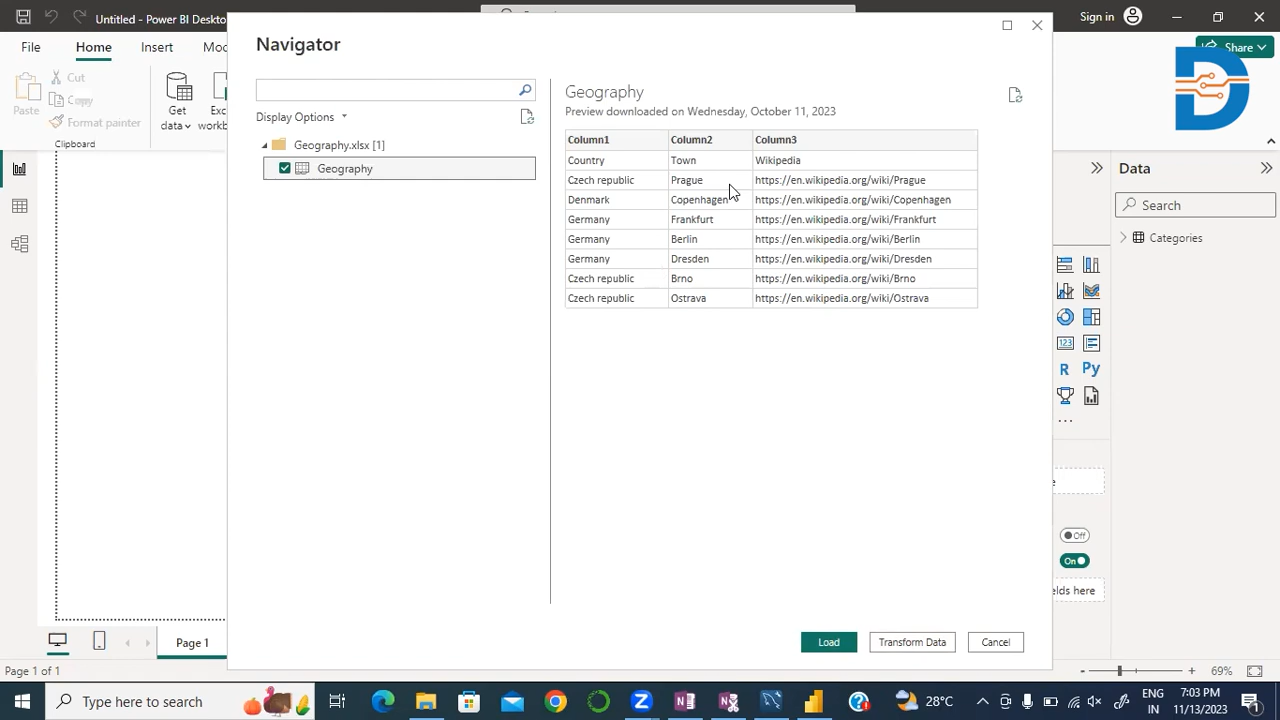 Untitled - Power BI Deskto
Sign in
File
Home
Insert
Mod
Share
Paste
Cut
Copy
Format painter
Clipboard
Get
data
Exc
workb
Navigator
Display Options
Geography.xlsx [1]
Geography
Geography
Preview downloaded on Wednesday, October 11, 2023
Column1 Column2 Column3
Country Town Wikipedia
Czech republic Prague https://en.wikipedia.org/wiki/Prague
Denmark Copenhagen https://en.wikipedia.org/wiki/Copenhagen
Germany Frankfurt https://en.wikipedia.org/wiki/Frankfurt
Germany Berlin https://en.wikipedia.org/wiki/Berlin
Germany Dresden https://en.wikipedia.org/wiki/Dresden
Czech republic Brno https://en.wikipedia.org/wiki/Brno
Czech republic Ostrava https://en.wikipedia.org/wiki/Ostrava
Load
Transform Data
Cancel
Data
Search
Categories
123
R Py
...
e
Off
On
elds here
Page 1
Page 1 of 1
- + 69%
Type here to search
28°C
ENG
IN
7:03 PM
11/13/2023